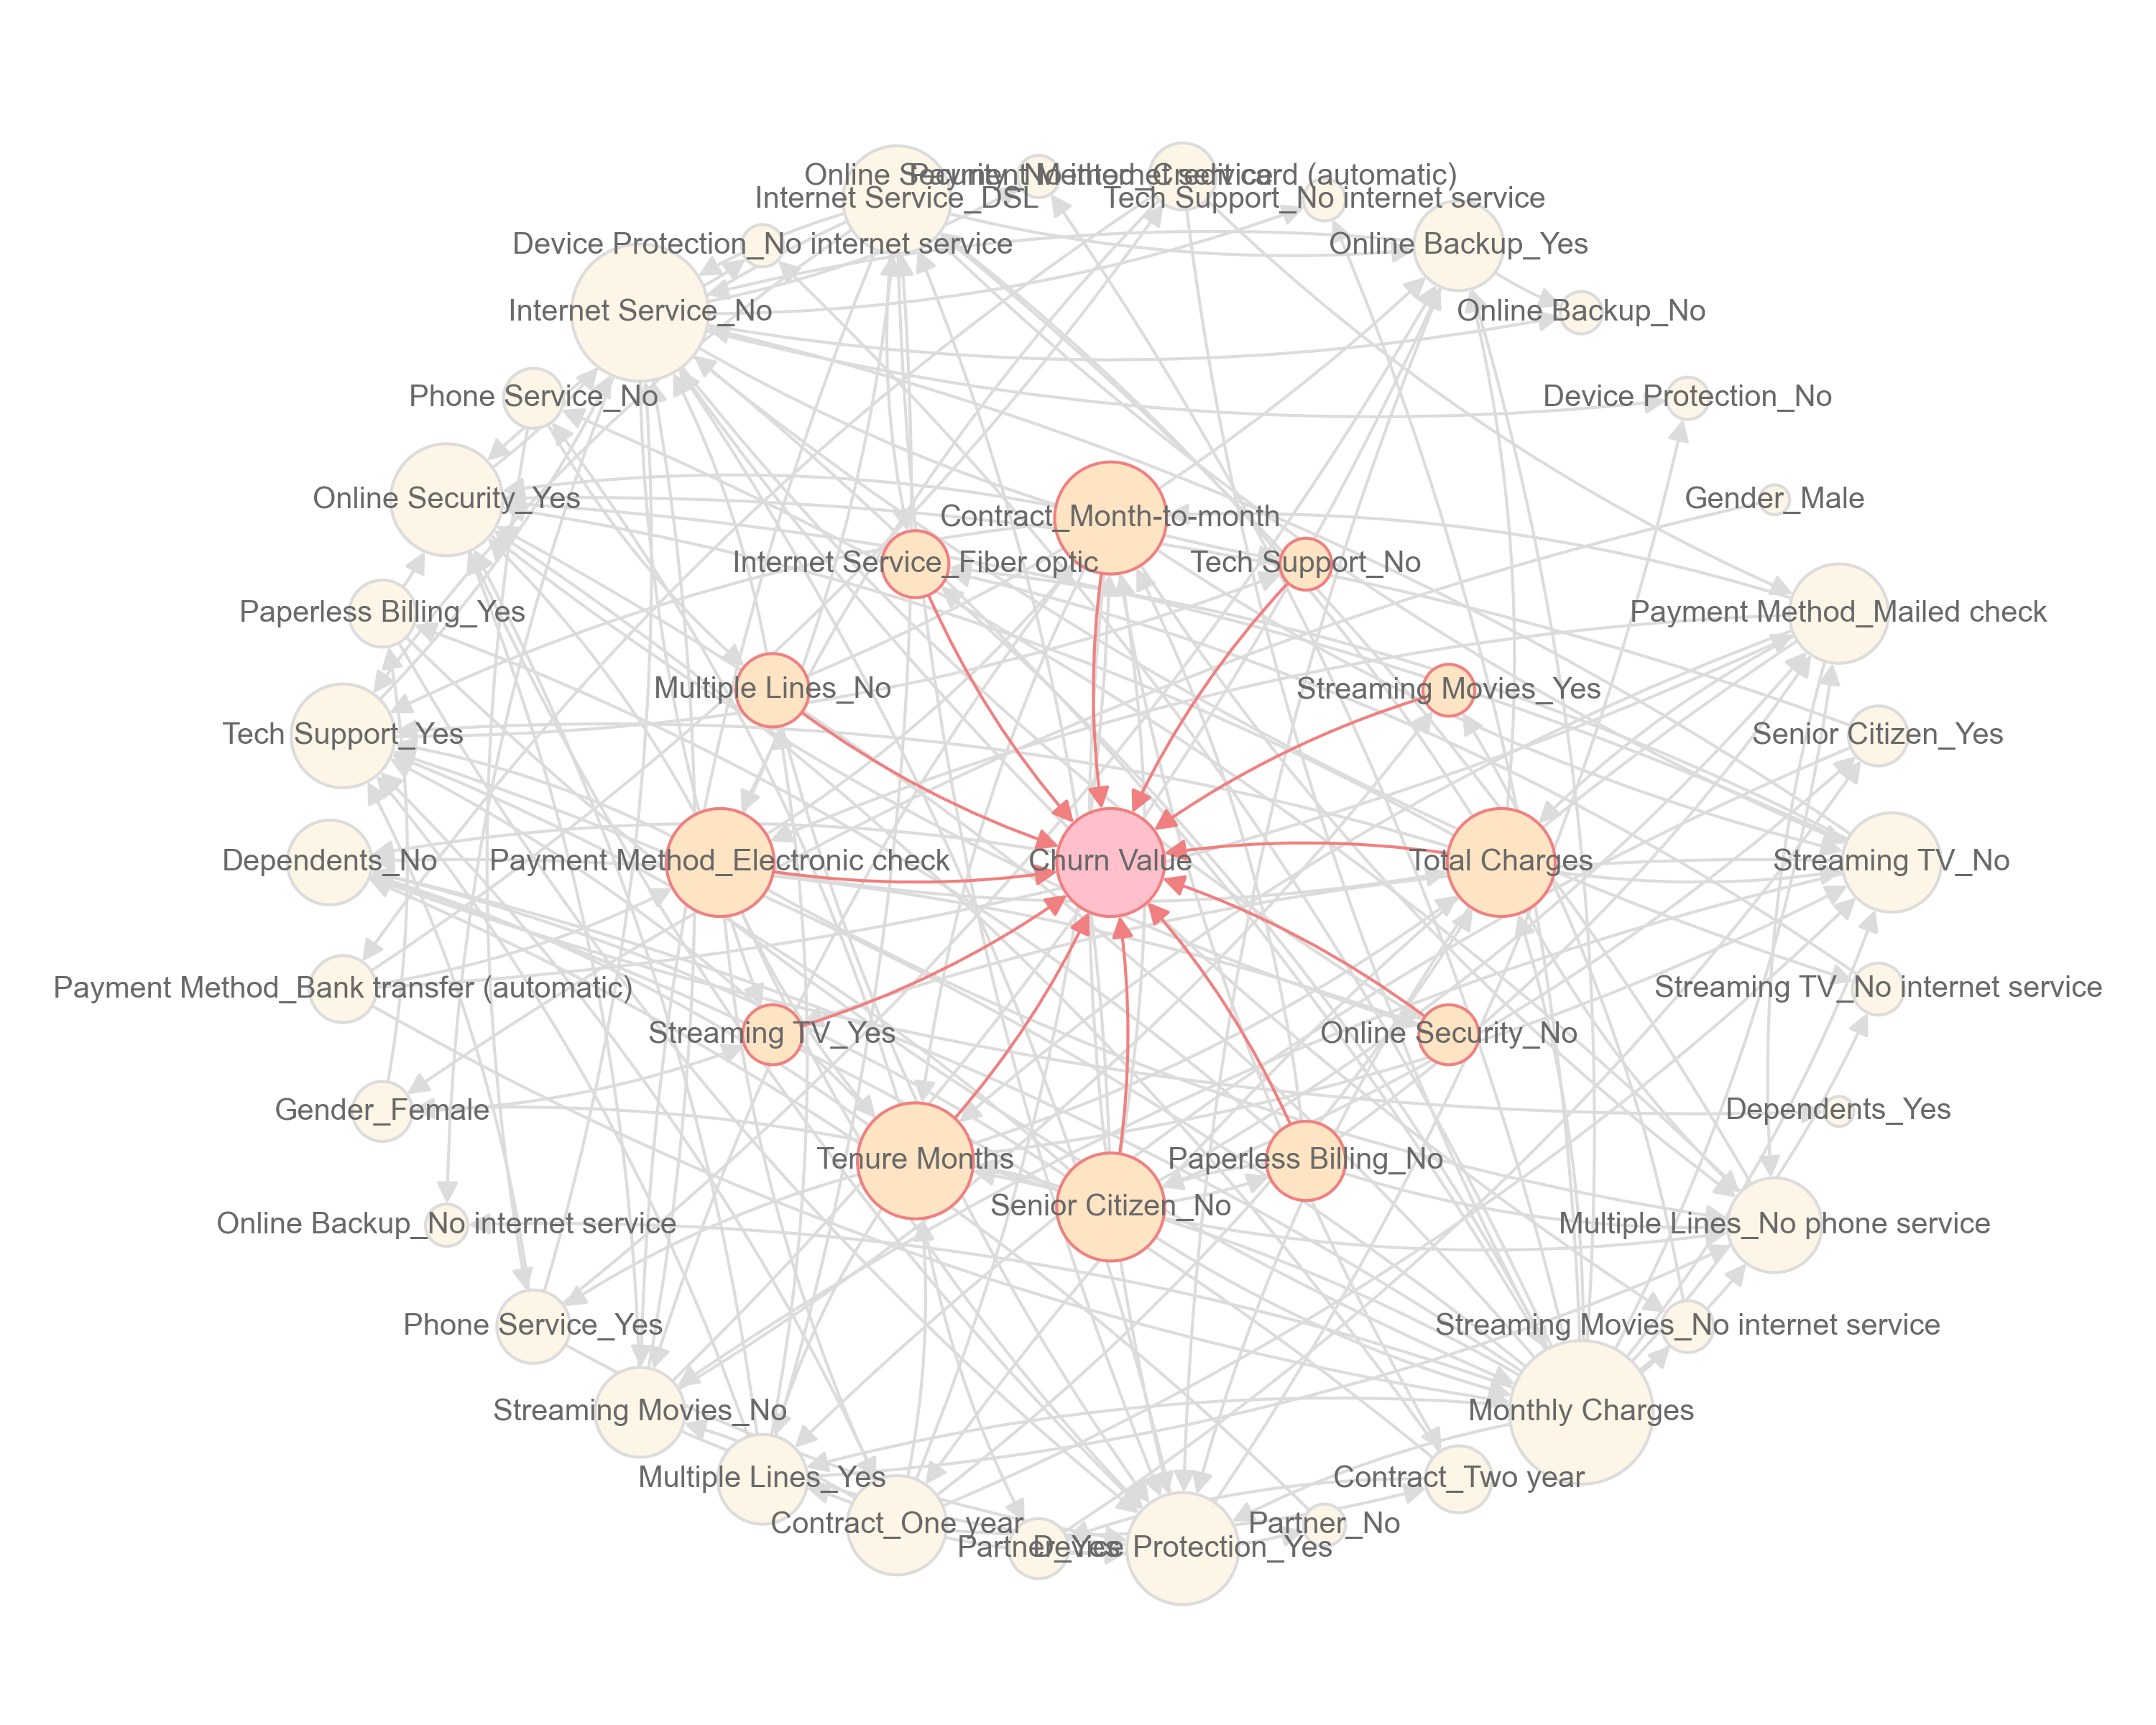 Online Security_No internet service
Payment Method_Credit card (automatic)
Internet Service_DSL
Tech Support_No internet service
Device Protection_No internet service
Online Backup_Yes
Internet Service_No
Online Backup_No
Phone Service_No
Device Protection_No
Online Security_Yes
Gender_Male
Contract_Month-to-month
Internet Service_Fiber optic
Tech Support_No
Paperless Billing_Yes
Payment Method_Mailed check
Multiple Lines_No
Streaming Movies_Yes
Tech Support_Yes
Senior Citizen_Yes
Dependents_No
Payment Method_Electronic check
Churn Value
Total Charges
Streaming TV_No
Payment Method_Bank transfer (automatic)
Streaming TV_No internet service
Streaming TV_Yes
Online Security_No
Gender_Female
Dependents_Yes
Tenure Months
Paperless Billing_No
Senior Citizen_No
Online Backup_No internet service
Multiple Lines_No phone service
Phone Service_Yes
Streaming Movies_No internet service
Streaming Movies_No
Monthly Charges
Multiple Lines_Yes
Contract_Two year
Contract_One year
Partner_No
Partner_Yes
Device Protection_Yes